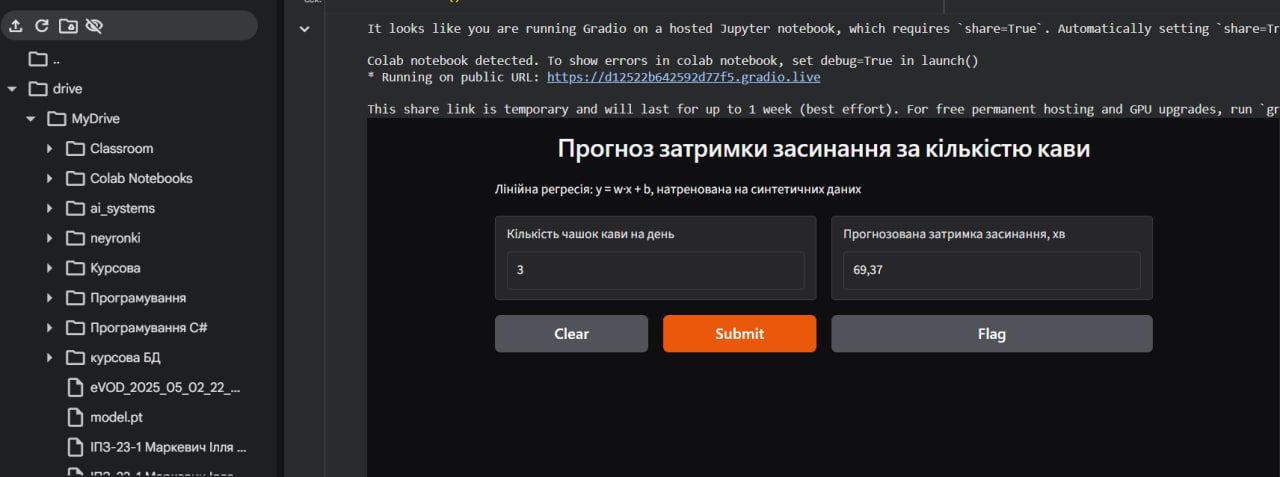 ..
drive
MyDrive
Classroom
Colab Notebooks
ai_systems
neyronki
Курсова
Програмування
Програмування C#
курсова БД
eVOD_2025_05_02_22_...
model.pt
ІПЗ-23-1 Маркевич Ілля ...
ІПЗ-23-1 Маркевич Ілля ...
It looks like you are running Gradio on a hosted Jupyter notebook, which requires `share=True`. Automatically setting `share=Tr
Colab notebook detected. To show errors in colab notebook, set debug=True in launch()
* Running on public URL: https://d12522b642592d77f5.gradio.live
This share link is temporary and will last for up to 1 week (best effort). For free permanent hosting and GPU upgrades, run `gr
Прогноз затримки засинання за кількістю кави
Лінійна регресія: y = w·x + b, натренована на синтетичних даних
Кількість чашок кави на день
3
Прогнозована затримка засинання, хв
69,37
Clear
Submit
Flag